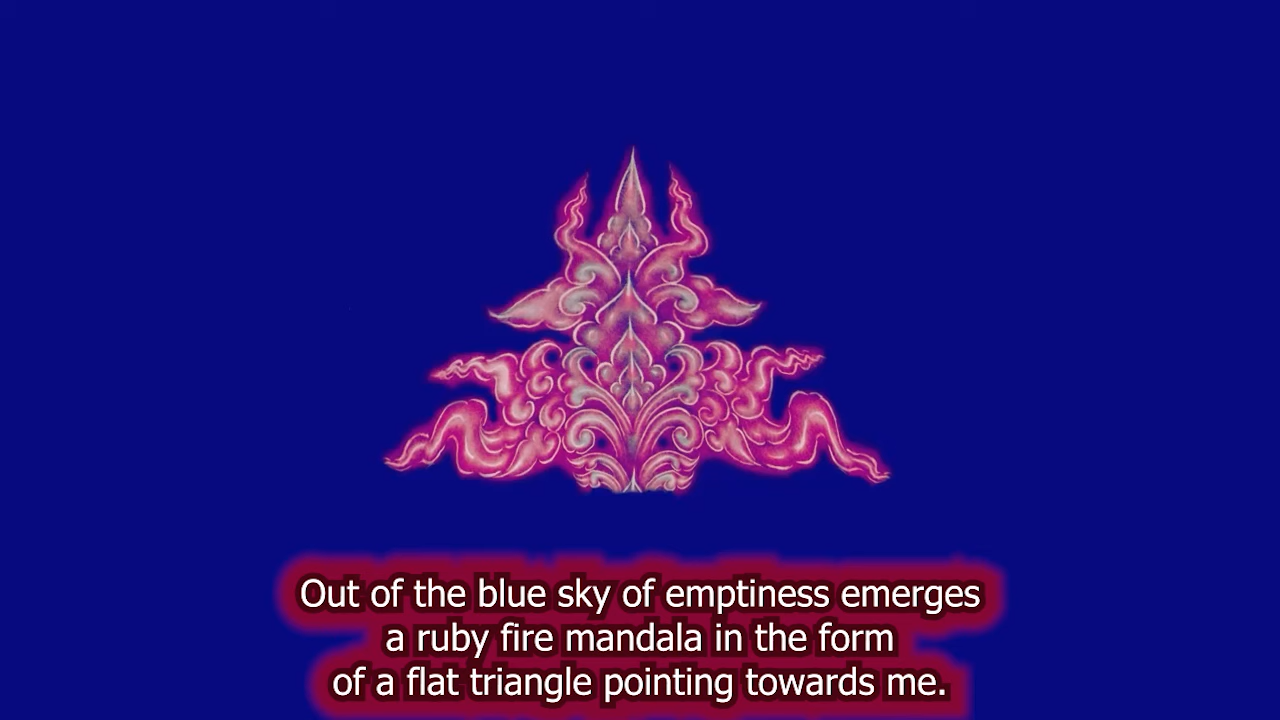 Out of the blue sky of emptiness emerges
a ruby fire mandala in the form
of a flat triangle pointing towards me.